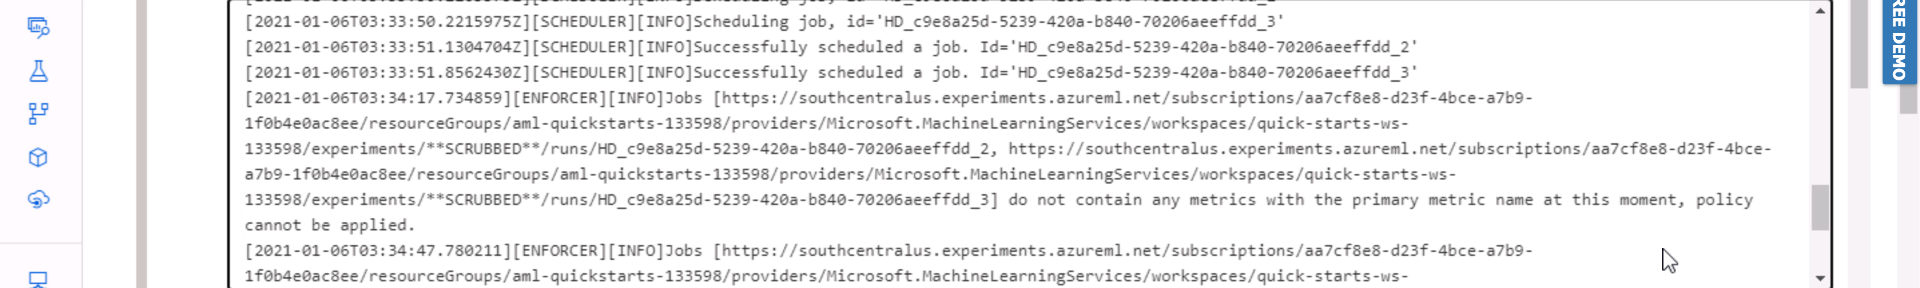 [2021-01-06T03:33:50.2215975Z][SCHEDULER][INFO]Scheduling job, id='HD_c9e8a25d-5239-420a-b840-70206aeeffdd_3'
[2021-01-06T03:33:51.1304704Z][SCHEDULER][INFO]Successfully scheduled a job. Id='HD_c9e8a25d-5239-420a-b840-70206aeeffdd_2'
[2021-01-06T03:33:51.8562430Z][SCHEDULER][INFO]Successfully scheduled a job. Id='HD_c9e8a25d-5239-420a-b840-70206aeeffdd_3'
[2021-01-06T03:34:17.734859][ENFORCER][INFO]Jobs [https://southcentralus.experiments.azureml.net/subscriptions/aa7cf8e8-d23f-4bce-a7b9-
1f0b4e0ac8ee/resourceGroups/aml-quickstarts-133598/providers/Microsoft.MachineLearningServices/workspaces/quick-starts-ws-
133598/experiments/**SCRUBBED**/runs/HD_c9e8a25d-5239-420a-b840-70206aeeffdd_2, https://southcentralus.experiments.azureml.net/subscriptions/aa7cf8e8-d23f-4bce-
a7b9-1f0b4e0ac8ee/resourceGroups/aml-quickstarts-133598/providers/Microsoft.MachineLearningServices/workspaces/quick-starts-ws-
133598/experiments/**SCRUBBED**/runs/HD_c9e8a25d-5239-420a-b840-70206aeeffdd_3] do not contain any metrics with the primary metric name at this moment, policy
cannot be applied.
[2021-01-06T03:34:47.780211][ENFORCER][INFO]Jobs [https://southcentralus.experiments.azureml.net/subscriptions/aa7cf8e8-d23f-4bce-a7b9-
1f0b4e0ac8ee/resourceGroups/aml-quickstarts-133598/providers/Microsoft.MachineLearningServices/workspaces/quick-starts-ws-
DEMO